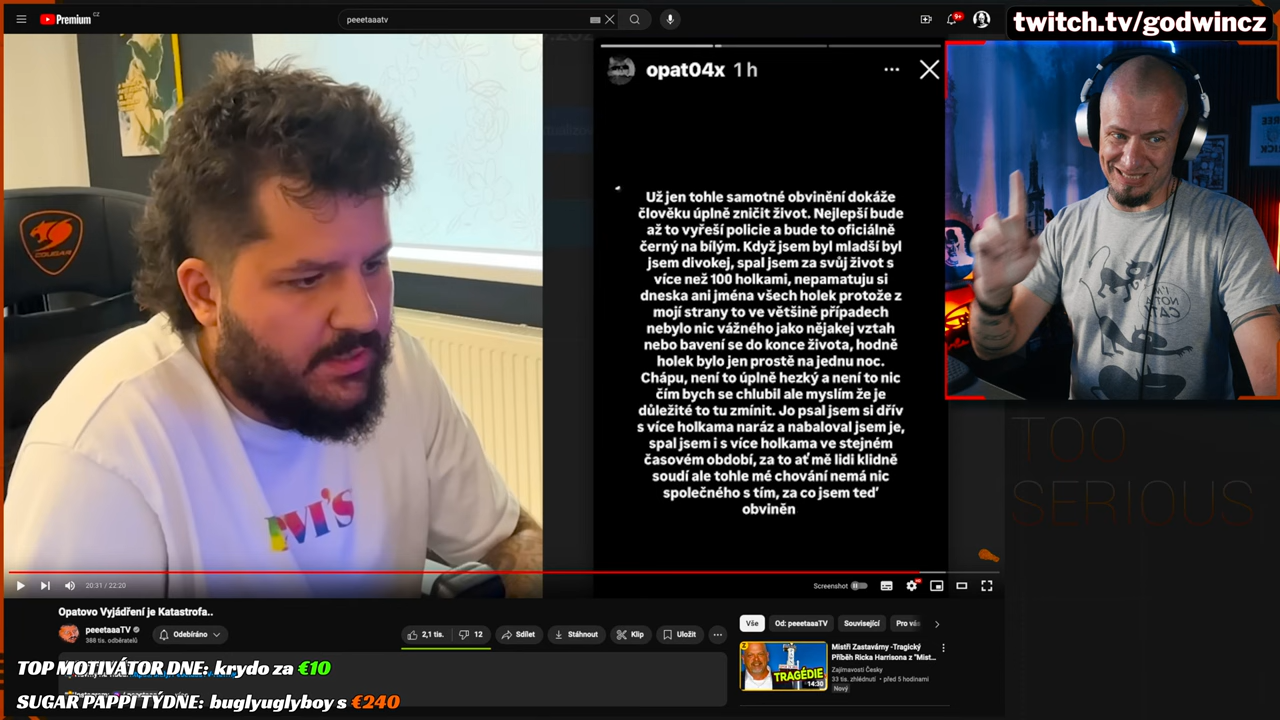 Premium CZ
peeetaaatv
9+
twitch.tv/godwincz
opat04x 1 h
Už jen tohle samotné obvinění dokáže
člověku úplně zničit život. Nejlepší bude
až to vyřeší policie a bude to oficiálně
černý na bílým. Když jsem byl mladší byl
jsem divokej, spal jsem za svůj život s
více než 100 holkami, nepamatuju si
dneska ani jména všech holek protože z
mojí strany to ve většině případech
nebylo nic vážného jako nějakej vztah
nebo bavení se do konce života, hodně
holek bylo jen prostě na jednu noc.
Chápu, není to úplně hezký a není to nic
čím bych se chlubil ale myslím že je
důležité to tu zmínit. Jo psal jsem si dřív
s více holkama naráz a nabaloval jsem je,
spal jsem i s více holkama ve stejném
časovém období, za to ať mě lidi klidně
soudí ale tohle mé chování nemá nic
společného s tím, za co jsem teď
obviněn
COUGAR
TOO
SERIOUS
20:31 / 22:20
Screenshot
Opatovo Vyjádření je Katastrofa..
peeetaaaTV
388 tis. odběratelů
Odebíráno
2,1 tis.
12
Sdílet
Stáhnout
Klip
Uložit
Vše
Od: peeetaaaTV
Související
Pro vás
TRAGÉDIE
14:30
Mistři Zastavárny -Tragický
Příběh Ricka Harrisona z "Mist...
Zajímavosti Česky
33 tis. zhlédnutí • před 5 hodinami
Nový
TOP MOTIVÁTOR DNE: krydo za €10
SUGAR PAPPI TÝDNE: buglyuglyboy s €240